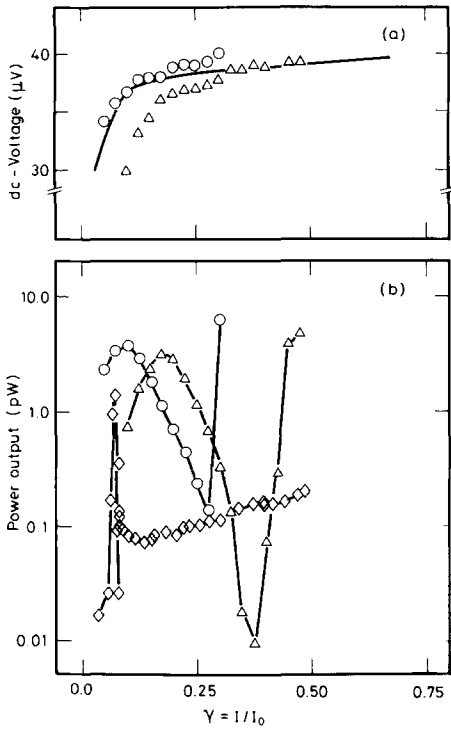 (a)
40
30
dc - Voltage (μV)
(b)
10.0
1.0
0.1
0.01
Power output (pW)
0.0 0.25 0.50 0.75
γ = I/I₀